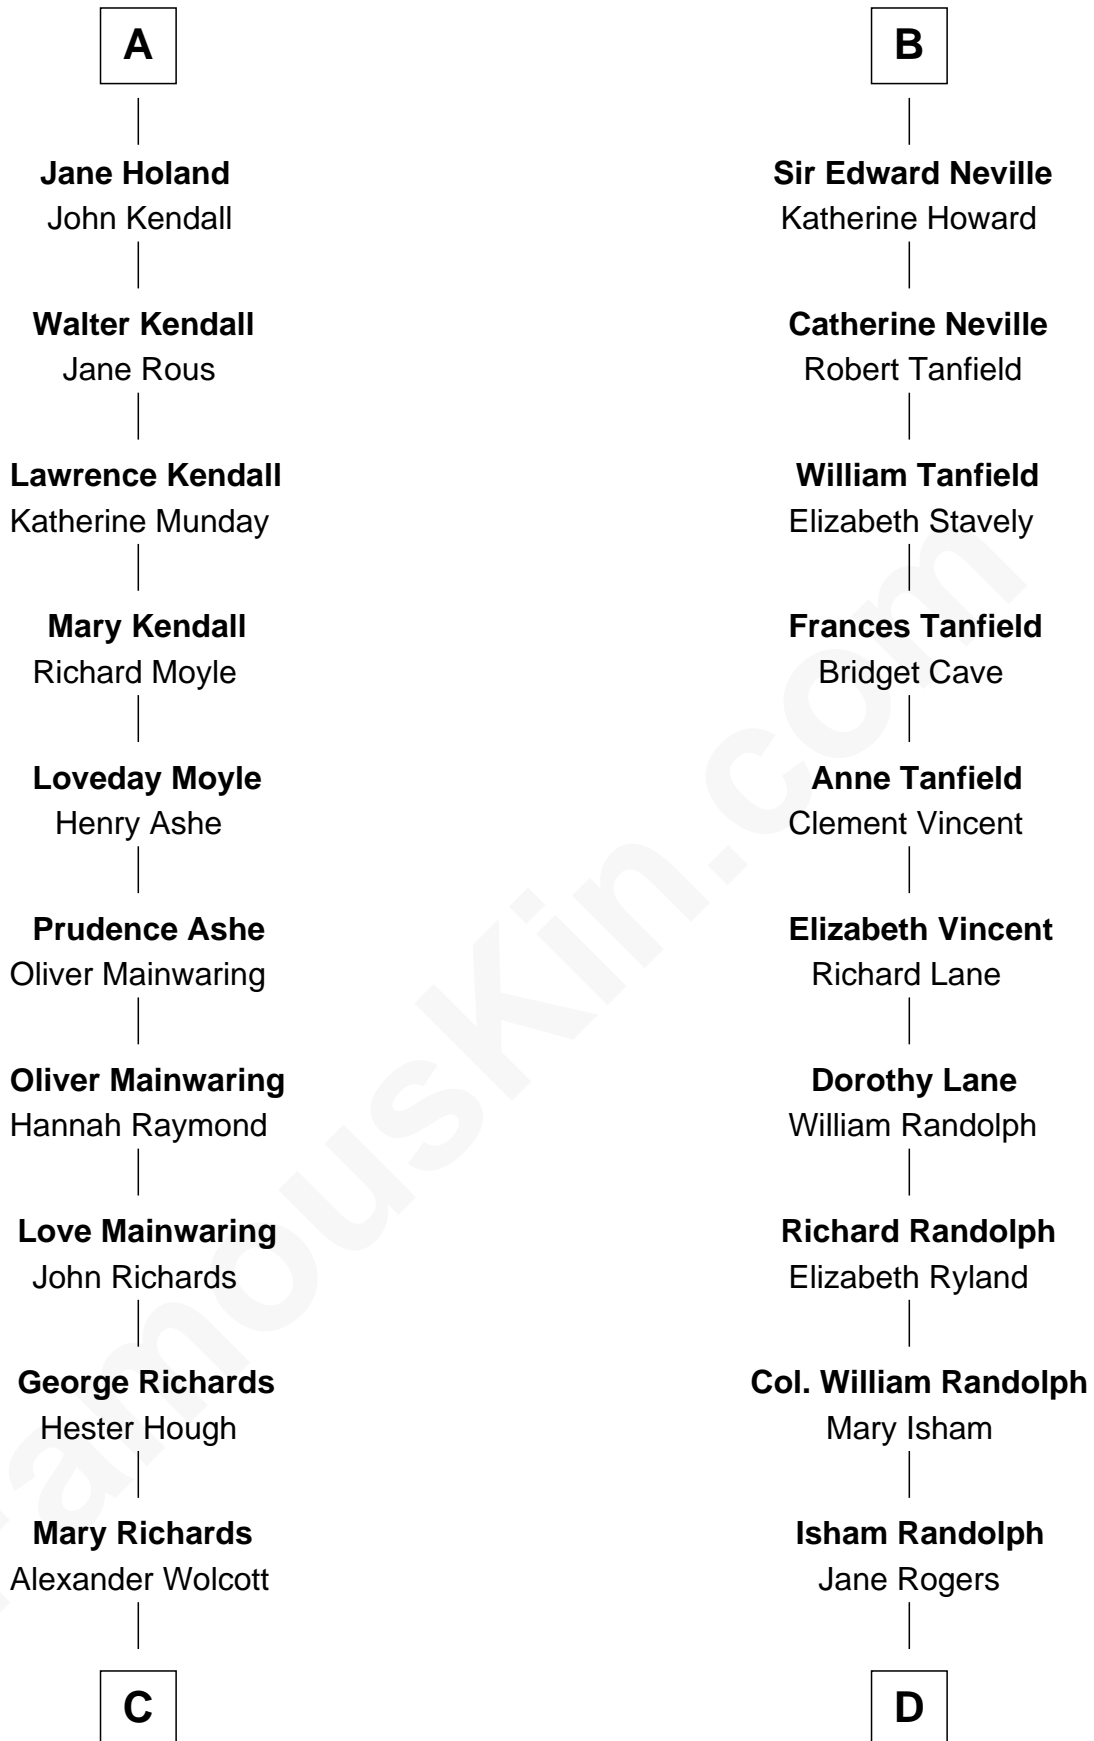 A
Jane Holand
John Kendall
Walter Kendall
Jane Rous
Lawrence Kendall
Katherine Munday
Mary Kendall
Richard Moyle
Loveday Moyle
Henry Ashe
Prudence Ashe
Oliver Mainwaring
Oliver Mainwaring
Hannah Raymond
Love Mainwaring
John Richards
George Richards
Hester Hough
Mary Richards
Alexander Wolcott
C
B
Sir Edward Neville
Katherine Howard
Catherine Neville
Robert Tanfield
William Tanfield
Elizabeth Stavely
Frances Tanfield
Bridget Cave
Anne Tanfield
Clement Vincent
Elizabeth Vincent
Richard Lane
Dorothy Lane
William Randolph
Richard Randolph
Elizabeth Ryland
Col. William Randolph
Mary Isham
Isham Randolph
Jane Rogers
D
FamousKin.com